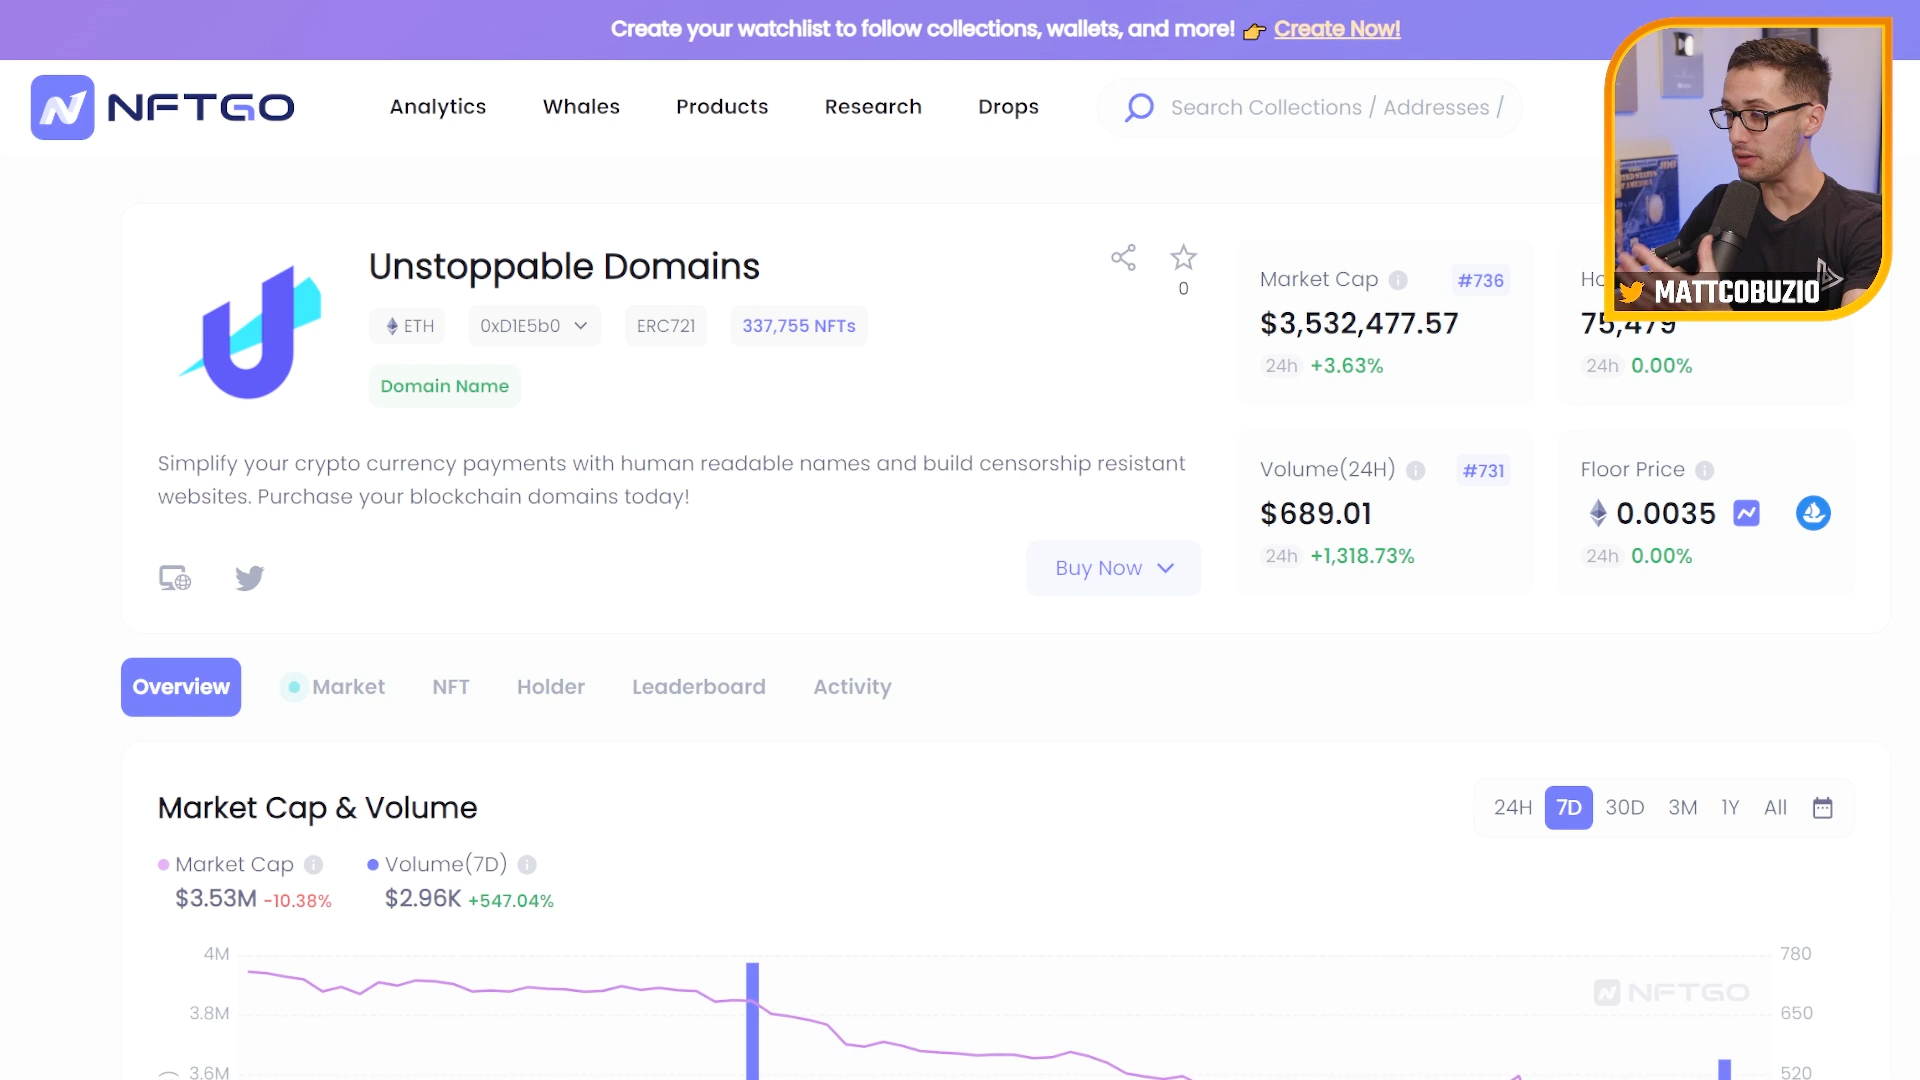 Create your watchlist to follow collections, wallets, and more! 👉 Create Now!
NFTGO
Analytics
Whales
Products
Research
Drops
Search Collections / Addresses /
MATTCOBUZIO
Unstoppable Domains
0
ETH
0xD1E5b0
ERC721
337,755 NFTs
Domain Name
Simplify your crypto currency payments with human readable names and build censorship resistant
websites. Purchase your blockchain domains today!
Buy Now
Market Cap
#736
$3,532,477.57
24h +3.63%
Ho
75,479
24h 0.00%
Volume(24H)
#731
$689.01
24h +1,318.73%
Floor Price
0.0035
24h 0.00%
Overview
Market
NFT
Holder
Leaderboard
Activity
Market Cap & Volume
24H
7D
30D
3M
1Y
All
Market Cap
$3.53M -10.38%
Volume(7D)
$2.96K +547.04%
4M
3.8M
3.6M
780
650
520
NFTGO